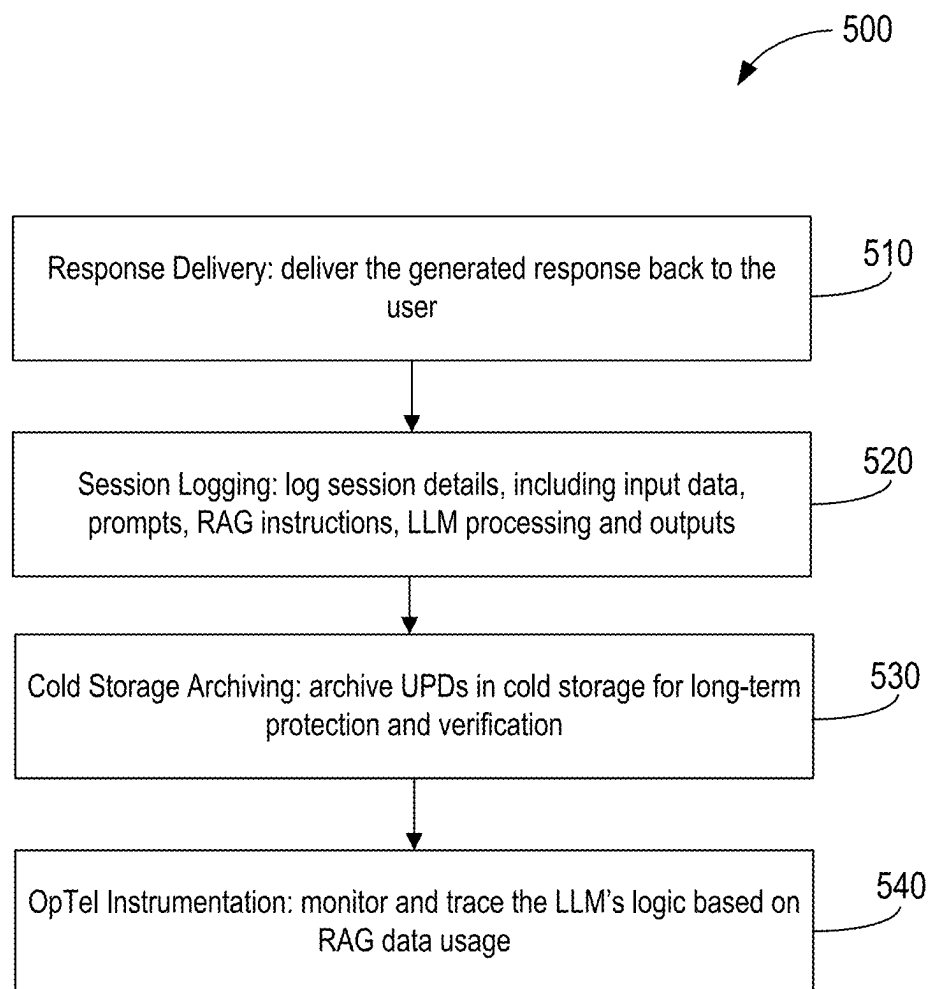 500
Response Delivery: deliver the generated response back to the
user
510
Session Logging: log session details, including input data,
prompts, RAG instructions, LLM processing and outputs
520
Cold Storage Archiving: archive UPDs in cold storage for long-term
protection and verification
530
OpTel Instrumentation: monitor and trace the LLM's logic based on
RAG data usage
540